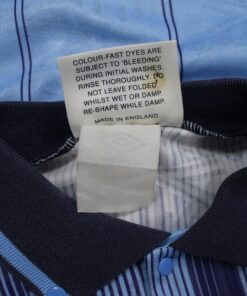 COLOUR-FAST DYES ARE
SUBJECT TO 'BLEEDING'
DURING INITIAL WASHES.
RINSE THOROUGHLY. DO
NOT LEAVE FOLDED
WHILST WET OR DAMP.
RE-SHAPE WHILE DAMP.
MADE IN ENGLAND